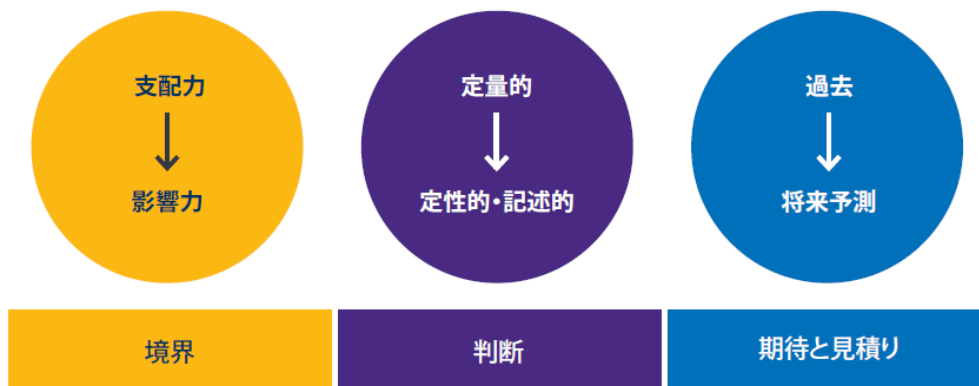 支配力
影響力
境界
定量的
定性的・記述的
判断
過去
将来予測
期待と見積り